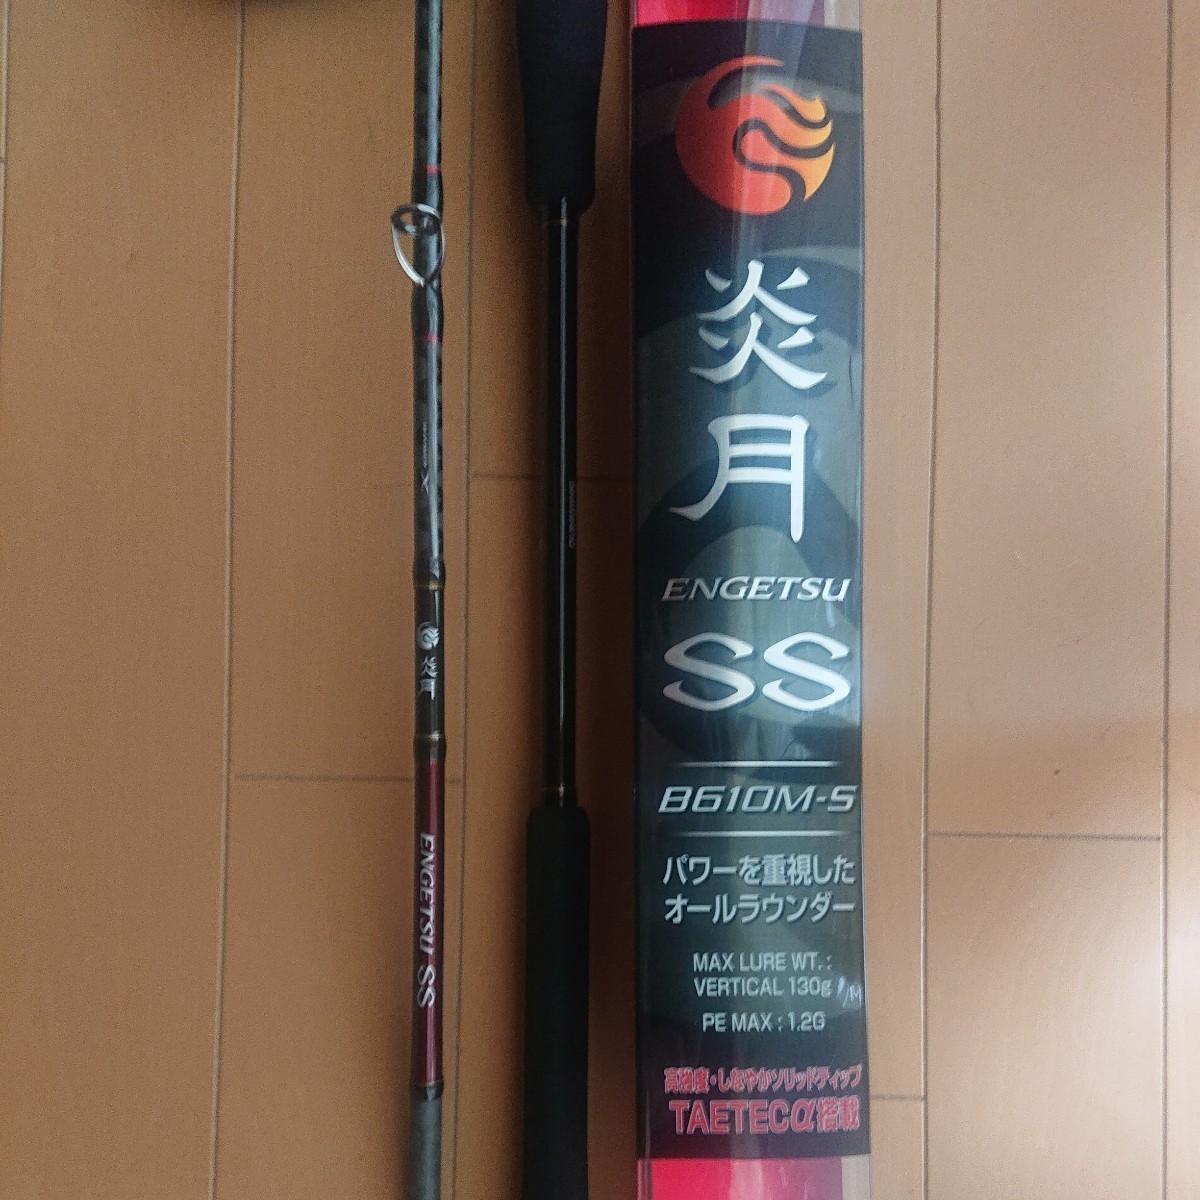 炎月
ENGETSU SS
炎
月
ENGETSU
SS
B610M-S
パワーを重視した
オールラウンダー
MAX LURE WT. :
VERTICAL 130g
PE MAX : 1.2G
高強度・しなやかソリッドティップ
TAETECα搭載